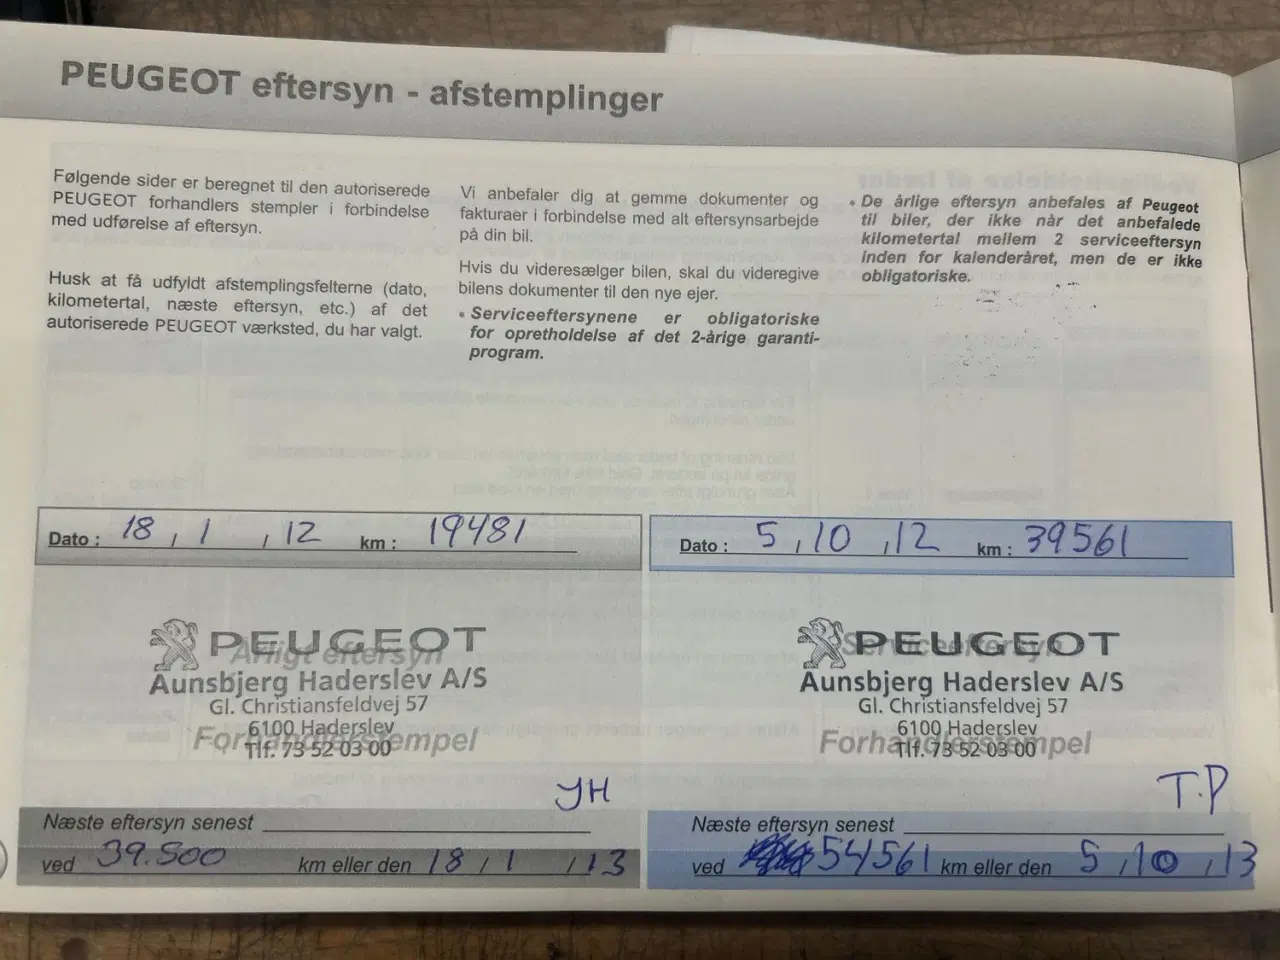 PEUGEOT eftersyn - afstemplinger
Følgende sider er beregnet til den autoriserede
PEUGEOT forhandlers stempler i forbindelse
med udførelse af eftersyn.
Husk at få udfyldt afstemplingsfelterne (dato,
kilometertal, næste eftersyn, etc.) af det
autoriserede PEUGEOT værksted, du har valgt.
Vi anbefaler dig at gemme dokumenter og
fakturaer i forbindelse med alt eftersynsarbejde
på din bil.
Hvis du videresælger bilen, skal du videregive
bilens dokumenter til den nye ejer.
• Serviceeftersynene er obligatoriske
for opretholdelse af det 2-årige garanti-
program.
• De årlige eftersyn anbefales af Peugeot
til biler, der ikke når det anbefalede
kilometertal mellem 2 serviceeftersyn
inden for kalenderåret, men de er ikke
obligatoriske.
Dato : 18 , 1 , 12 km : 19481
PEUGEOT
Årligt eftersyn
Aunsbjerg Haderslev A/S
Gl. Christiansfeldvej 57
6100 Haderslev
Forhandlerstempel
Tlf. 73 52 03 00
YH
Næste eftersyn senest
ved 39.500 km eller den 18 , 1 , 13
Dato : 5 , 10 , 12 km : 39561
PEUGEOT
Serviceeftersyn
Aunsbjerg Haderslev A/S
Gl. Christiansfeldvej 57
6100 Haderslev
Forhandlerstempel
Tlf. 73 52 03 00
T.P
Næste eftersyn senest
ved 54561 km eller den 5 , 10 , 13